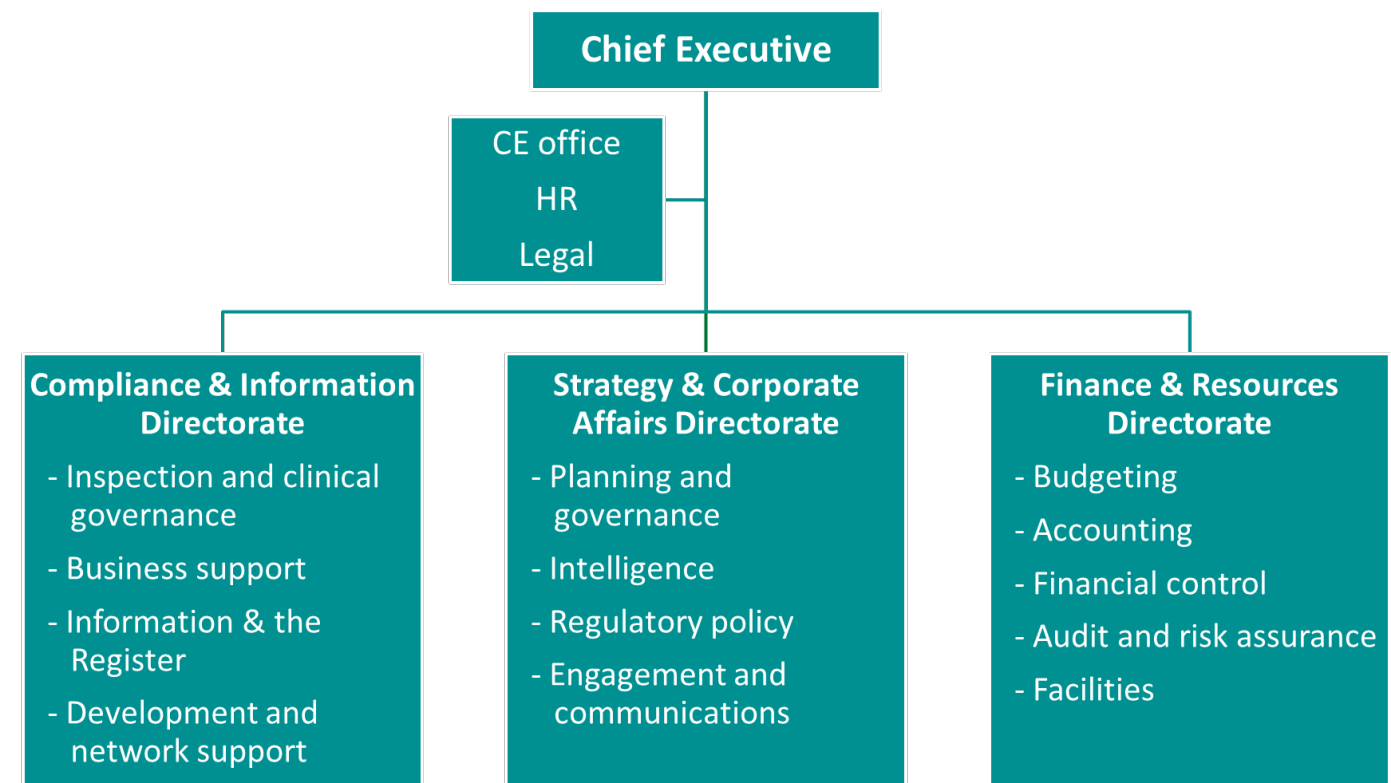 Chief Executive
CE office
HR
Legal
Compliance & Information
Directorate
- Inspection and clinical
governance
- Business support
- Information & the
Register
- Development and
network support
Strategy & Corporate
Affairs Directorate
- Planning and
governance
- Intelligence
- Regulatory policy
- Engagement and
communications
Finance & Resources
Directorate
- Budgeting
- Accounting
- Financial control
- Audit and risk assurance
- Facilities